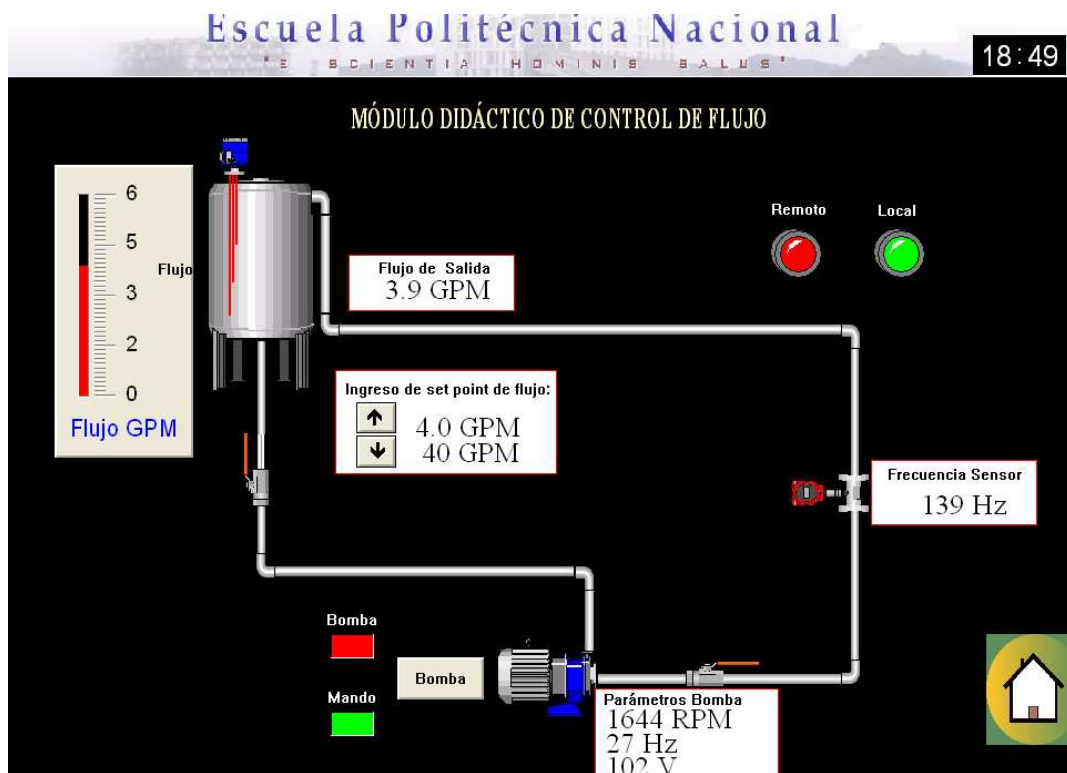 Escuela Politécnica Nacional
"E SCIENTIA HOMINIS SALUS"
18:49
MÓDULO DIDÁCTICO DE CONTROL DE FLUJO
6
5
3
2
0
Flujo GPM
Flujo
Flujo de Salida
3.9 GPM
Remoto
Local
Ingreso de set point de flujo:
4.0 GPM
40 GPM
Frecuencia Sensor
139 Hz
Bomba
Bomba
Mando
Parámetros Bomba
1644 RPM
27 Hz
102 V